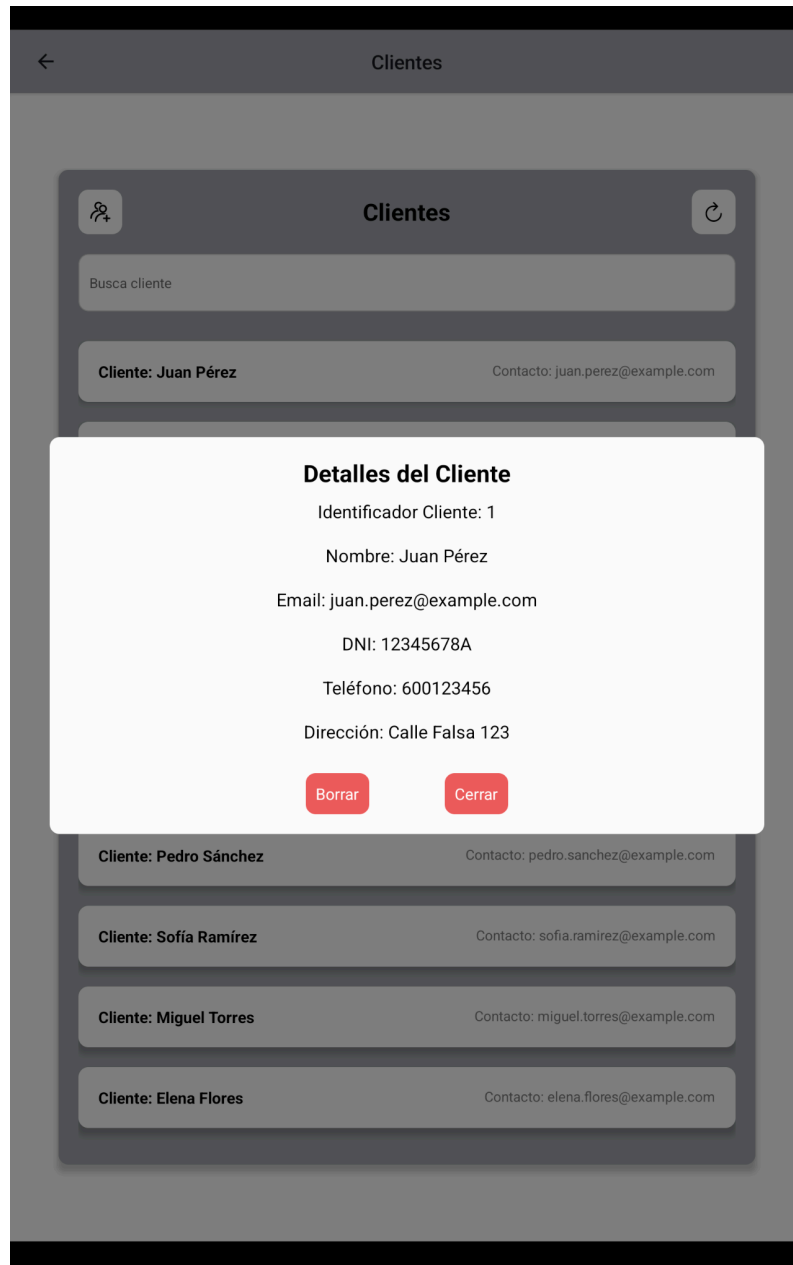 Clientes
Clientes
Busca cliente
Cliente: Juan Pérez Contacto: juan.perez@example.com
Detalles del Cliente
Identificador Cliente: 1
Nombre: Juan Pérez
Email: juan.perez@example.com
DNI: 12345678A
Teléfono: 600123456
Dirección: Calle Falsa 123
Borrar Cerrar
Cliente: Pedro Sánchez Contacto: pedro.sanchez@example.com
Cliente: Sofía Ramírez Contacto: sofia.ramirez@example.com
Cliente: Miguel Torres Contacto: miguel.torres@example.com
Cliente: Elena Flores Contacto: elena.flores@example.com